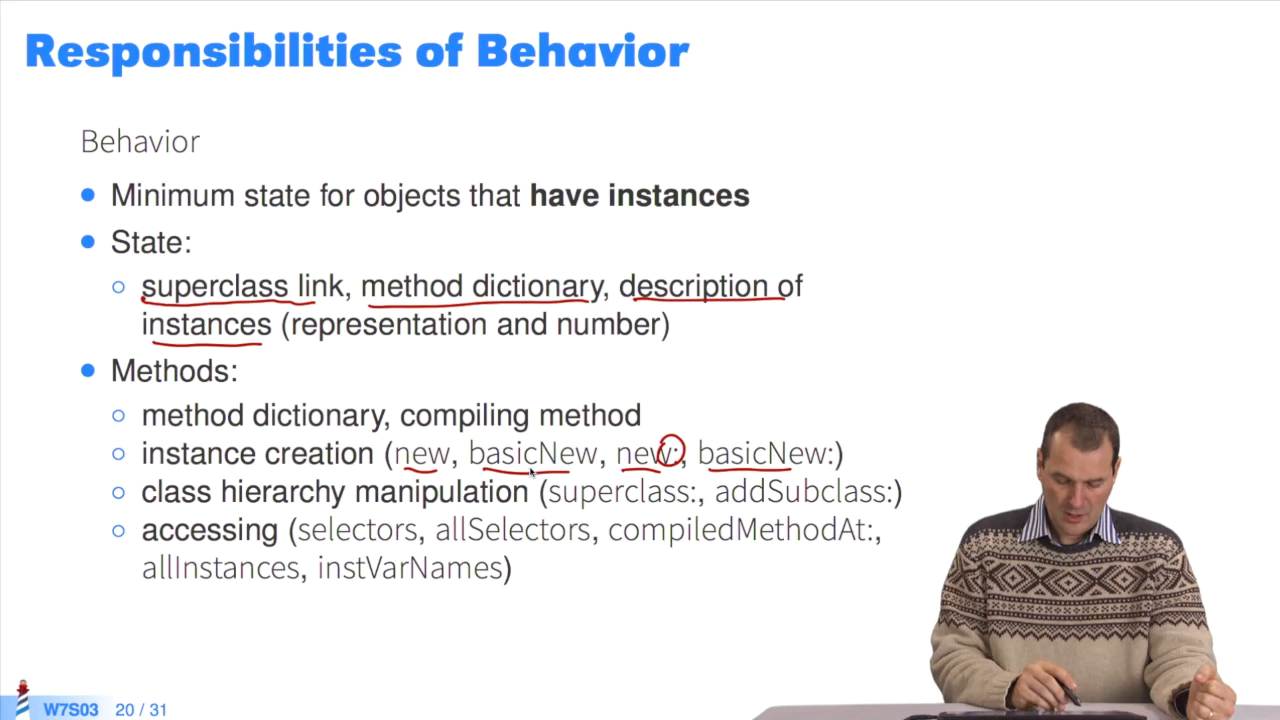 Responsibilities of Behavior
Behavior
Minimum state for objects that have instances
State:
superclass link, method dictionary, description of
instances (representation and number)
Methods:
method dictionary, compiling method
instance creation (new, basicNew, new:, basicNew:)
class hierarchy manipulation (superclass:, addSubclass:)
accessing (selectors, allSelectors, compiledMethodAt:,
allInstances, instVarNames)
W7S03 20 / 31